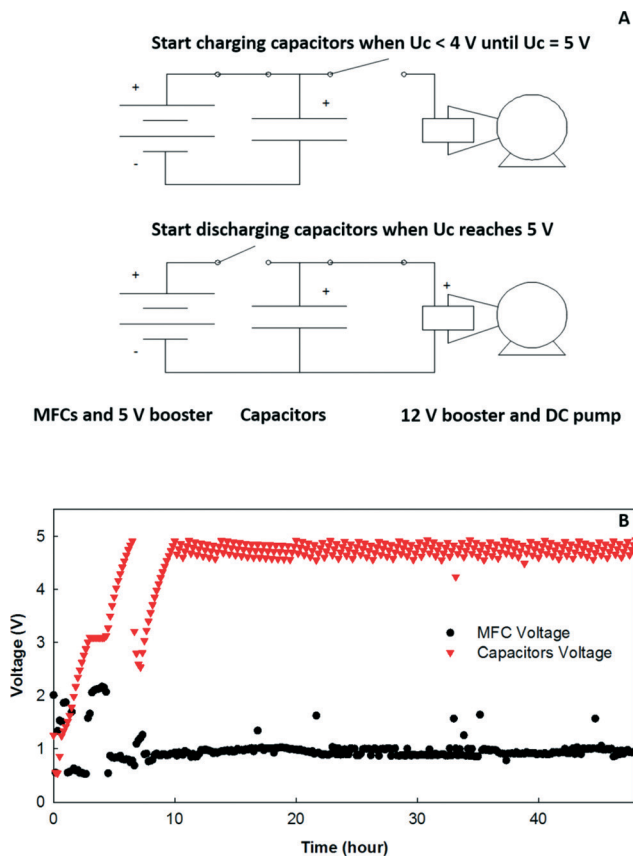 A
Start charging capacitors when Uc < 4 V until Uc = 5 V
+
+
-
Start discharging capacitors when Uc reaches 5 V
+
+
+
-
MFCs and 5 V booster Capacitors 12 V booster and DC pump
B
5
4
3
2
1
0
Voltage (V)
MFC Voltage
Capacitors Voltage
0 10 20 30 40
Time (hour)